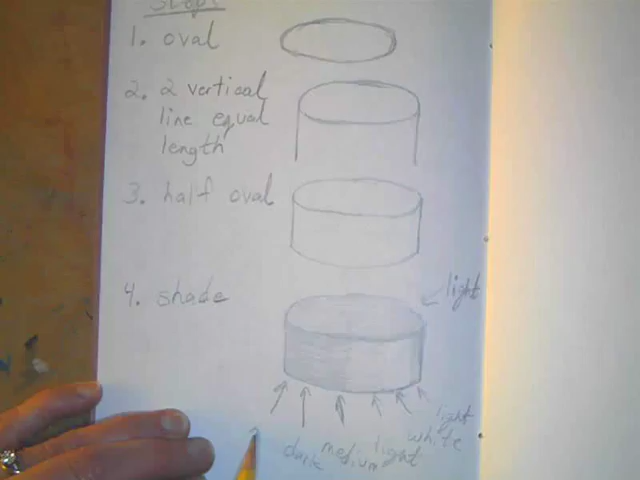 Steps
1. oval
2. 2 vertical
line equal
length
3. half oval
4. shade
light
dark medium light white light